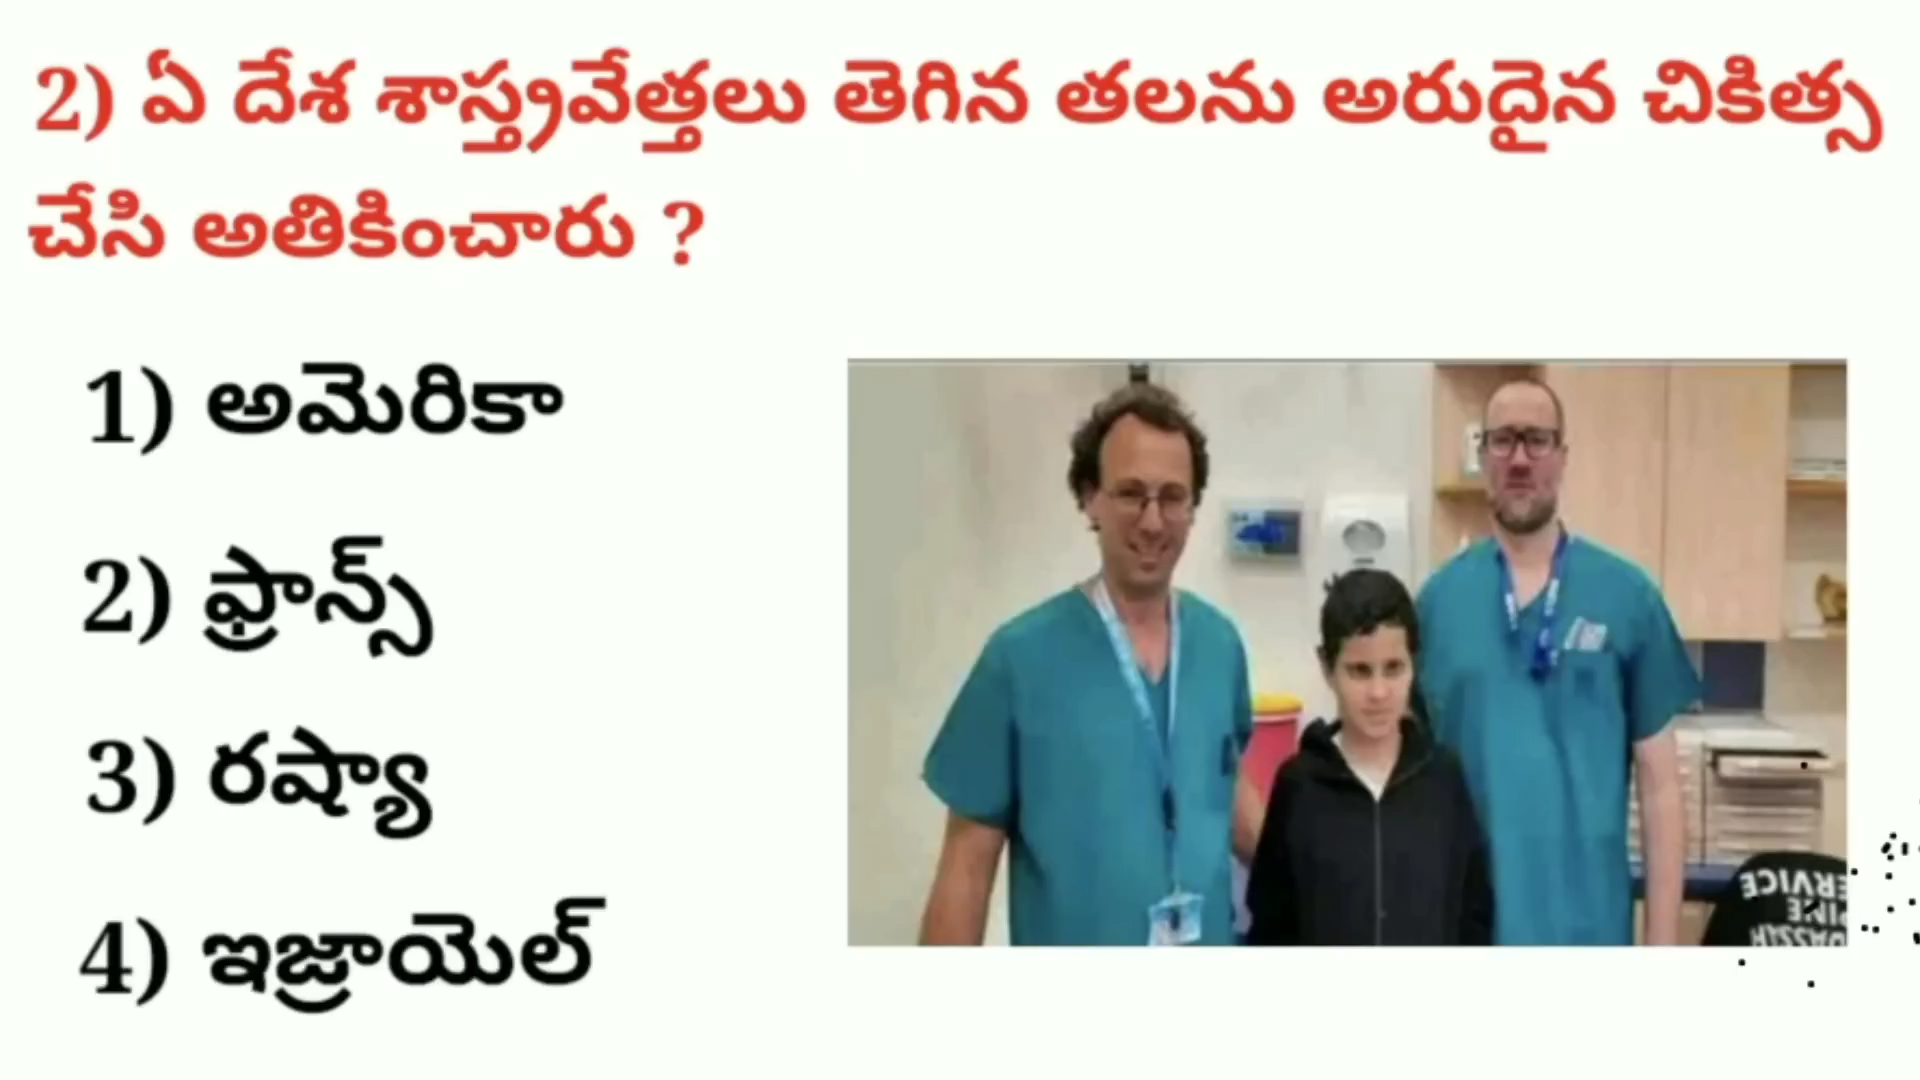 2) ఏ దేశ శాస్త్రవేత్తలు తెగిన తలను అరుదైన చికిత్స
చేసి అతికించారు ?
1) అమెరికా
2) ఫ్రాన్స్
3) రష్యా
4) ఇజ్రాయెల్